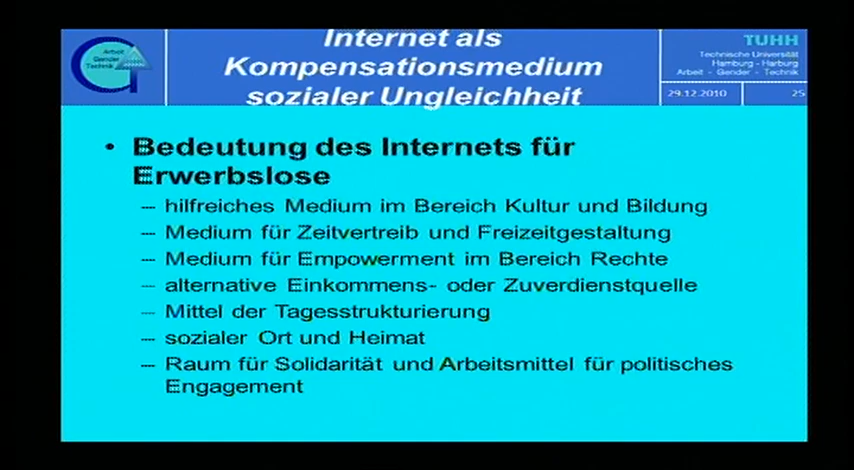 Arbeit
Gender
Technik
Internet als
Kompensationsmedium
sozialer Ungleichheit
TUHH
Technische Universität
Hamburg - Harburg
Arbeit - Gender - Technik
29.12.2010
25
• Bedeutung des Internets für
Erwerbslose
— hilfreiches Medium im Bereich Kultur und Bildung
— Medium für Zeitvertreib und Freizeitgestaltung
— Medium für Empowerment im Bereich Rechte
— alternative Einkommens- oder Zuverdienstquelle
— Mittel der Tagesstrukturierung
— sozialer Ort und Heimat
— Raum für Solidarität und Arbeitsmittel für politisches
Engagement